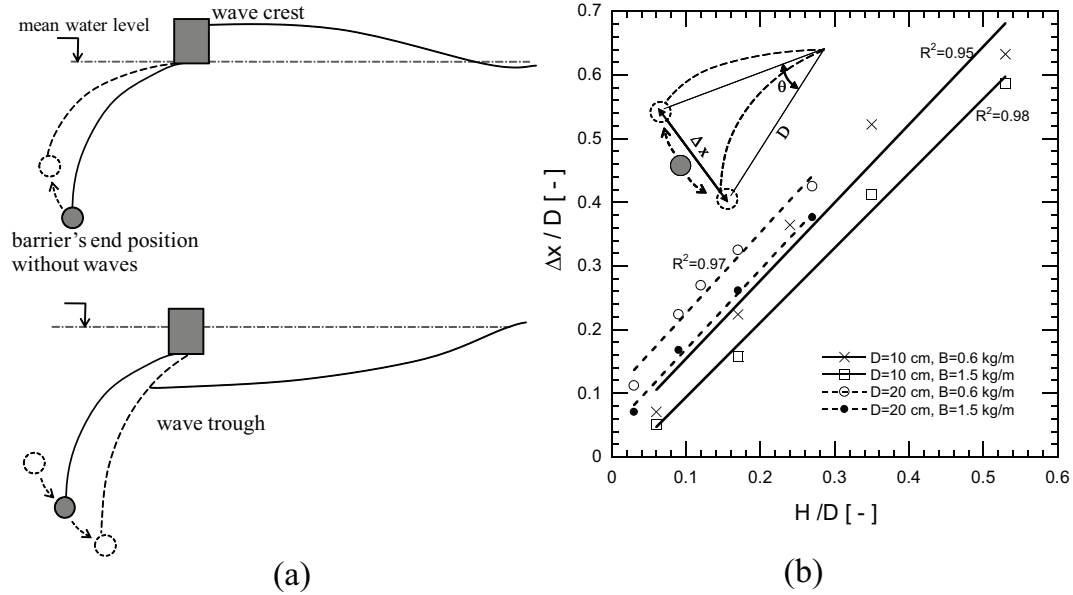 wave crest
mean water level
barrier's end position
without waves
wave trough
(a)
(b)
Δx / D [ - ]
0.7
0.6
0.5
0.4
0.3
0.2
0.1
0
R²=0.95
R²=0.98
R²=0.97
θ
D
Δx
D=10 cm, B=0.6 kg/m
D=10 cm, B=1.5 kg/m
D=20 cm, B=0.6 kg/m
D=20 cm, B=1.5 kg/m
0 0.1 0.2 0.3 0.4 0.5 0.6
H /D [ - ]